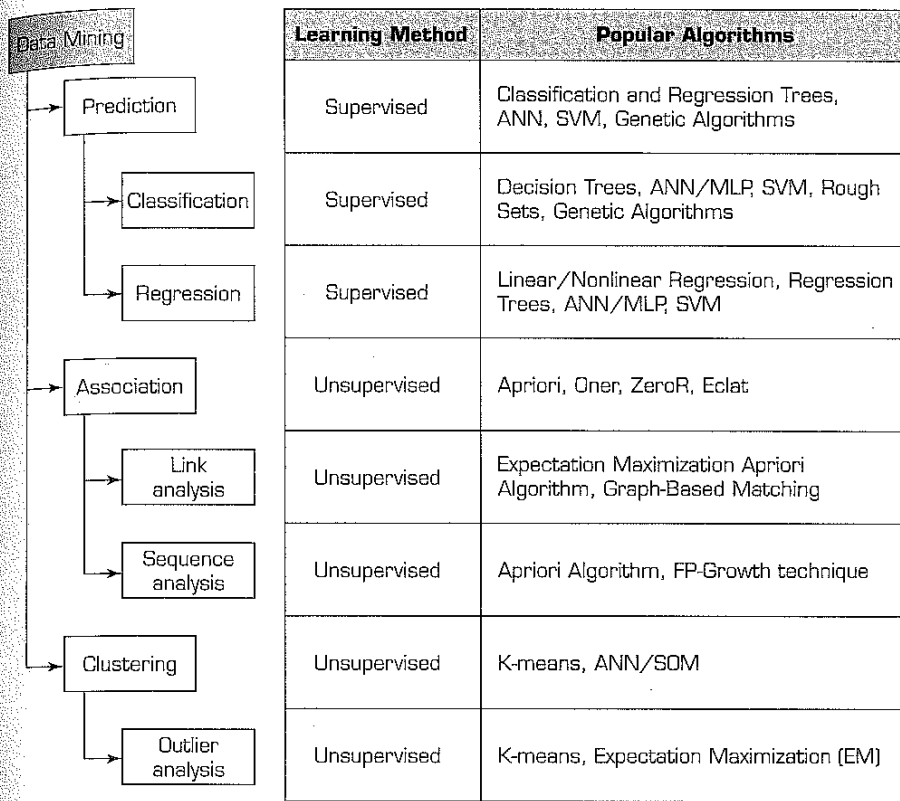 Data Mining
Learning Method
Popular Algorithms
Prediction
Supervised
Classification and Regression Trees,
ANN, SVM, Genetic Algorithms
Classification
Supervised
Decision Trees, ANN/MLP, SVM, Rough
Sets, Genetic Algorithms
Regression
Supervised
Linear/Nonlinear Regression, Regression
Trees, ANN/MLP, SVM
Association
Unsupervised
Apriori, Oner, ZeroR, Eclat
Link
analysis
Unsupervised
Expectation Maximization Apriori
Algorithm, Graph-Based Matching
Sequence
analysis
Unsupervised
Apriori Algorithm, FP-Growth technique
Clustering
Unsupervised
K-means, ANN/SOM
Outlier
analysis
Unsupervised
K-means, Expectation Maximization (EM)